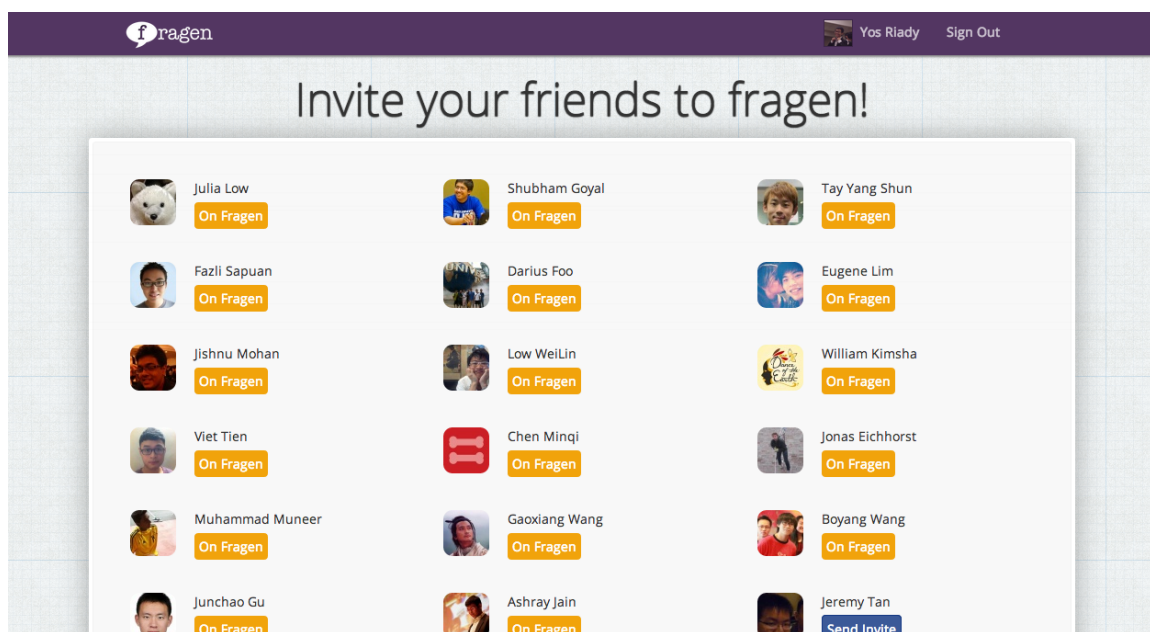 fragen
Yos Riady Sign Out
Invite your friends to fragen!
Julia Low
On Fragen
Shubham Goyal
On Fragen
Tay Yang Shun
On Fragen
Fazli Sapuan
On Fragen
Darius Foo
On Fragen
Eugene Lim
On Fragen
Jishnu Mohan
On Fragen
Low WeiLin
On Fragen
William Kimsha
On Fragen
Viet Tien
On Fragen
Chen Minqi
On Fragen
Jonas Eichhorst
On Fragen
Muhammad Muneer
On Fragen
Gaoxiang Wang
On Fragen
Boyang Wang
On Fragen
Junchao Gu
On Fragen
Ashray Jain
On Fragen
Jeremy Tan
Send Invite